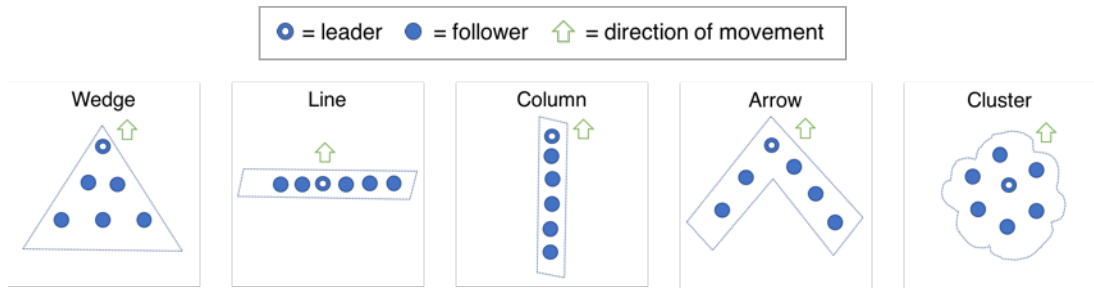 = leader = follower = direction of movement
Wedge Line Column Arrow Cluster